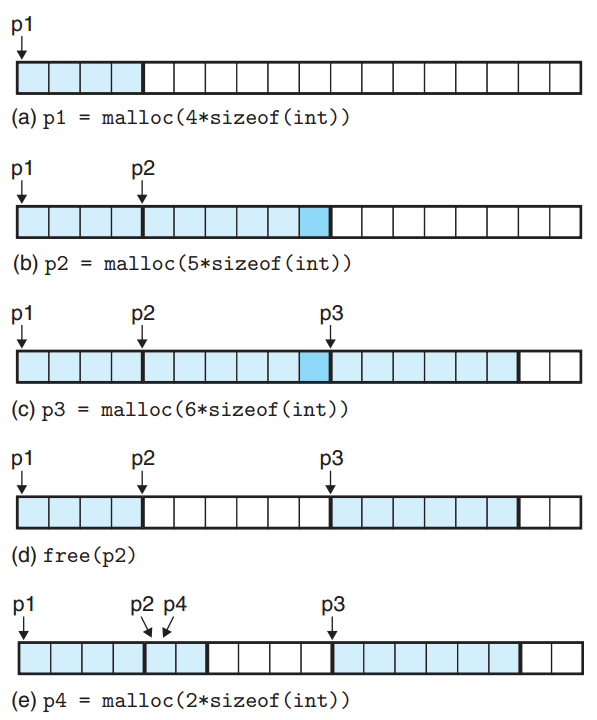 p1
(a) p1 = malloc(4*sizeof(int))
p1 p2
(b) p2 = malloc(5*sizeof(int))
p1 p2 p3
(c) p3 = malloc(6*sizeof(int))
p1 p2 p3
(d) free(p2)
p1 p2 p4 p3
(e) p4 = malloc(2*sizeof(int))